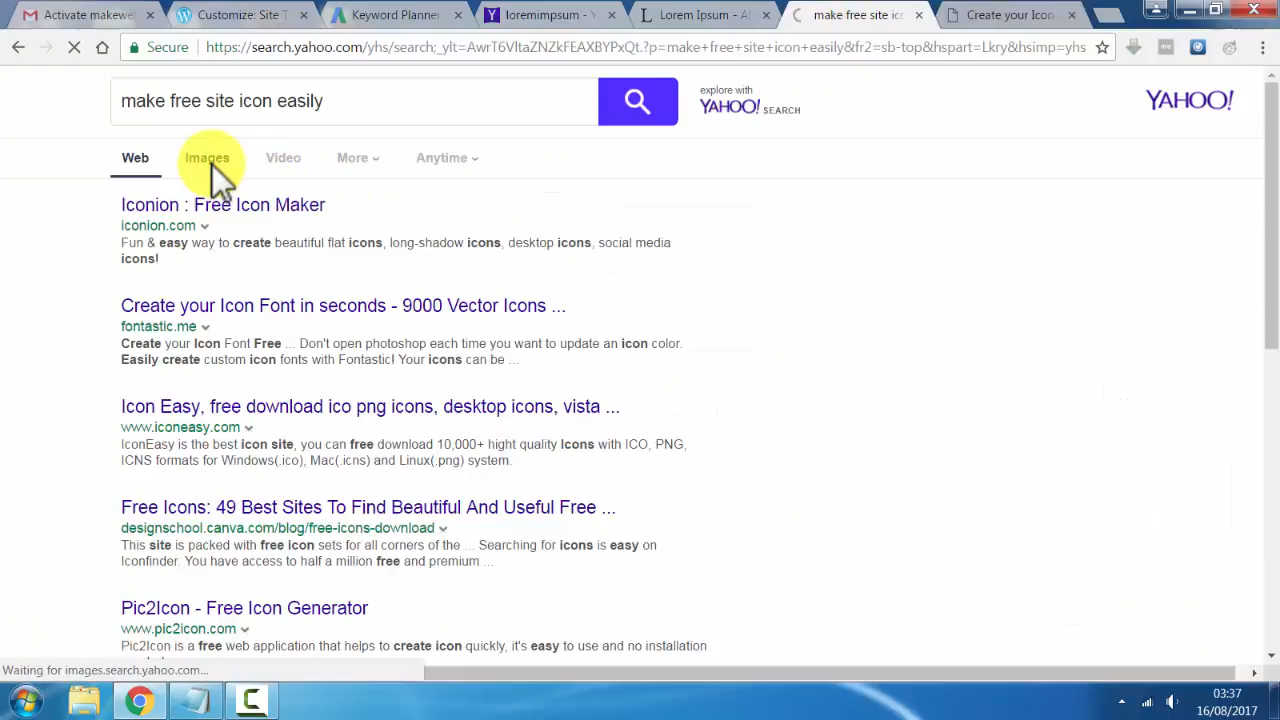 Activate makewel
Customize: Site T
Keyword Planner
loremimpsum - Y
Lorem Ipsum - Al
make free site ic
Create your Icon
Secure
https://search.yahoo.com/yhs/search;_ylt=AwrT6VItaZNZkFEAXBYPxQt.?p=make+free+site+icon+easily&fr2=sb-top&hspart=Lkry&hsimp=yhs
make free site icon easily
explore with
YAHOO! SEARCH
YAHOO!
Web
Images
Video
More
Anytime
Iconion : Free Icon Maker
iconion.com
Fun & easy way to create beautiful flat icons, long-shadow icons, desktop icons, social media
icons!
Create your Icon Font in seconds - 9000 Vector Icons ...
fontastic.me
Create your Icon Font Free ... Don't open photoshop each time you want to update an icon color.
Easily create custom icon fonts with Fontastic! Your icons can be ...
Icon Easy, free download ico png icons, desktop icons, vista ...
www.iconeasy.com
IconEasy is the best icon site, you can free download 10,000+ hight quality Icons with ICO, PNG,
ICNS formats for Windows(.ico), Mac(.icns) and Linux(.png) system.
Free Icons: 49 Best Sites To Find Beautiful And Useful Free ...
designschool.canva.com/blog/free-icons-download
This site is packed with free icon sets for all corners of the ... Searching for icons is easy on
Iconfinder. You have access to half a million free and premium ...
Pic2Icon - Free Icon Generator
www.pic2icon.com
Pic2Icon is a free web application that helps to create icon quickly, it's easy to use and no installation
Waiting for images.search.yahoo.com...
03:37
16/08/2017